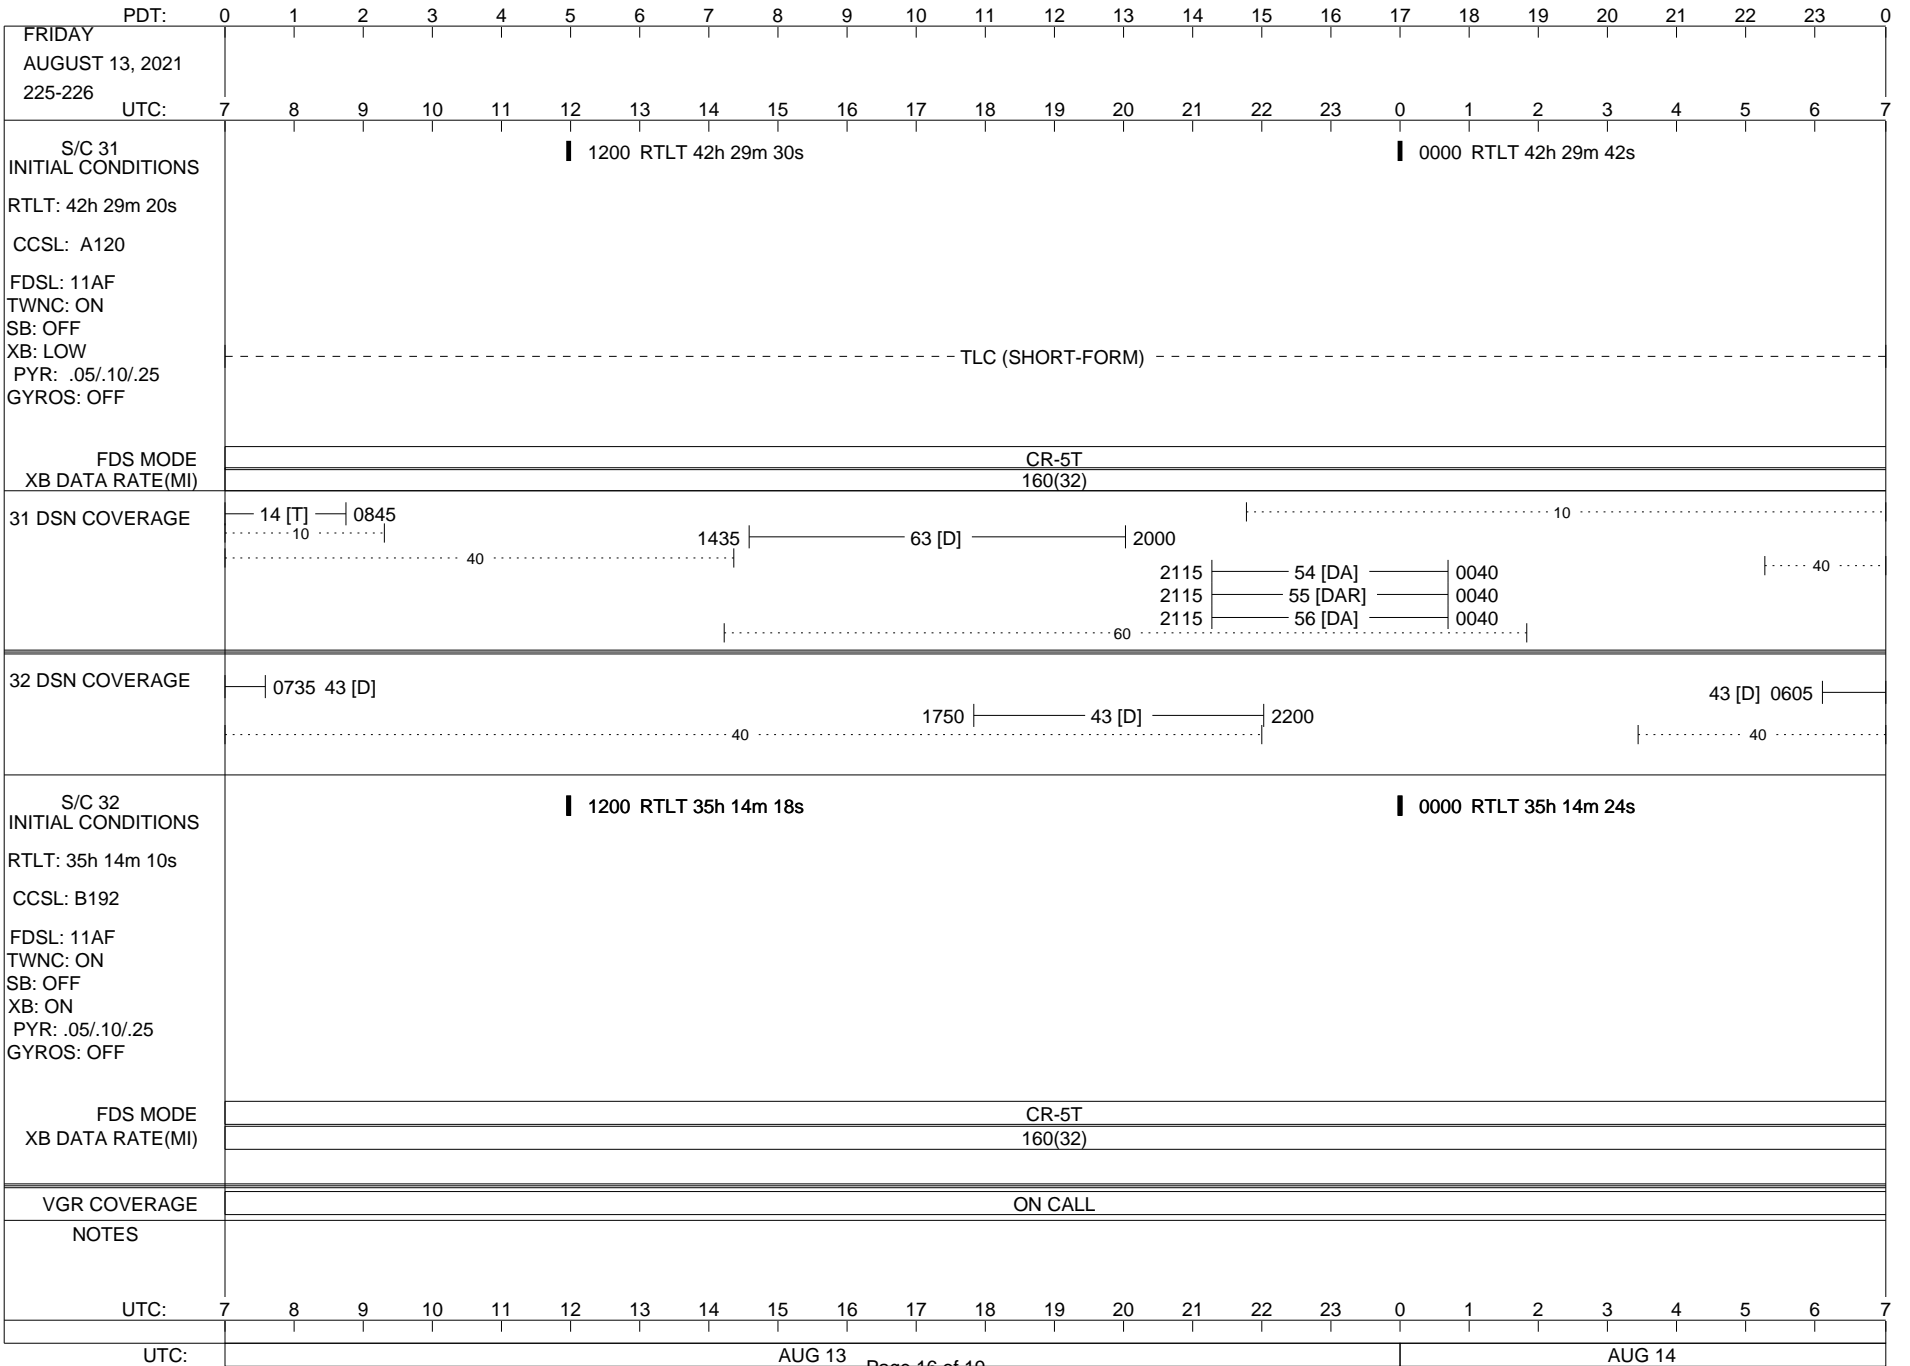 PDT: 0 1 2 3 4 5 6 7 8 9 10 11 12 13 14 15 16 17 18 19 20 21 22 23 0
FRIDAY
AUGUST 13, 2021
225-226
UTC: 7 8 9 10 11 12 13 14 15 16 17 18 19 20 21 22 23 0 1 2 3 4 5 6 7
S/C 31
INITIAL CONDITIONS
1200 RTLT 42h 29m 30s
0000 RTLT 42h 29m 42s
RTLT: 42h 29m 20s
CCSL: A120
FDSL: 11AF
TWNC: ON
SB: OFF
XB: LOW
TLC (SHORT-FORM)
PYR: .05/.10/.25
GYROS: OFF
FDS MODE CR-5T
XB DATA RATE(MI) 160(32)
31 DSN COVERAGE
14 [T] 0845
10
10
1435 63 [D] 2000
40
40
2115 54 [DA] 0040
2115 55 [DAR] 0040
2115 56 [DA] 0040
60
32 DSN COVERAGE
0735 43 [D]
43 [D] 0605
1750 43 [D] 2200
40
40
S/C 32
INITIAL CONDITIONS
1200 RTLT 35h 14m 18s
0000 RTLT 35h 14m 24s
RTLT: 35h 14m 10s
CCSL: B192
FDSL: 11AF
TWNC: ON
SB: OFF
XB: ON
PYR: .05/.10/.25
GYROS: OFF
FDS MODE CR-5T
XB DATA RATE(MI) 160(32)
VGR COVERAGE ON CALL
NOTES
UTC: 7 8 9 10 11 12 13 14 15 16 17 18 19 20 21 22 23 0 1 2 3 4 5 6 7
UTC: AUG 13 AUG 14
Page 16 of 19